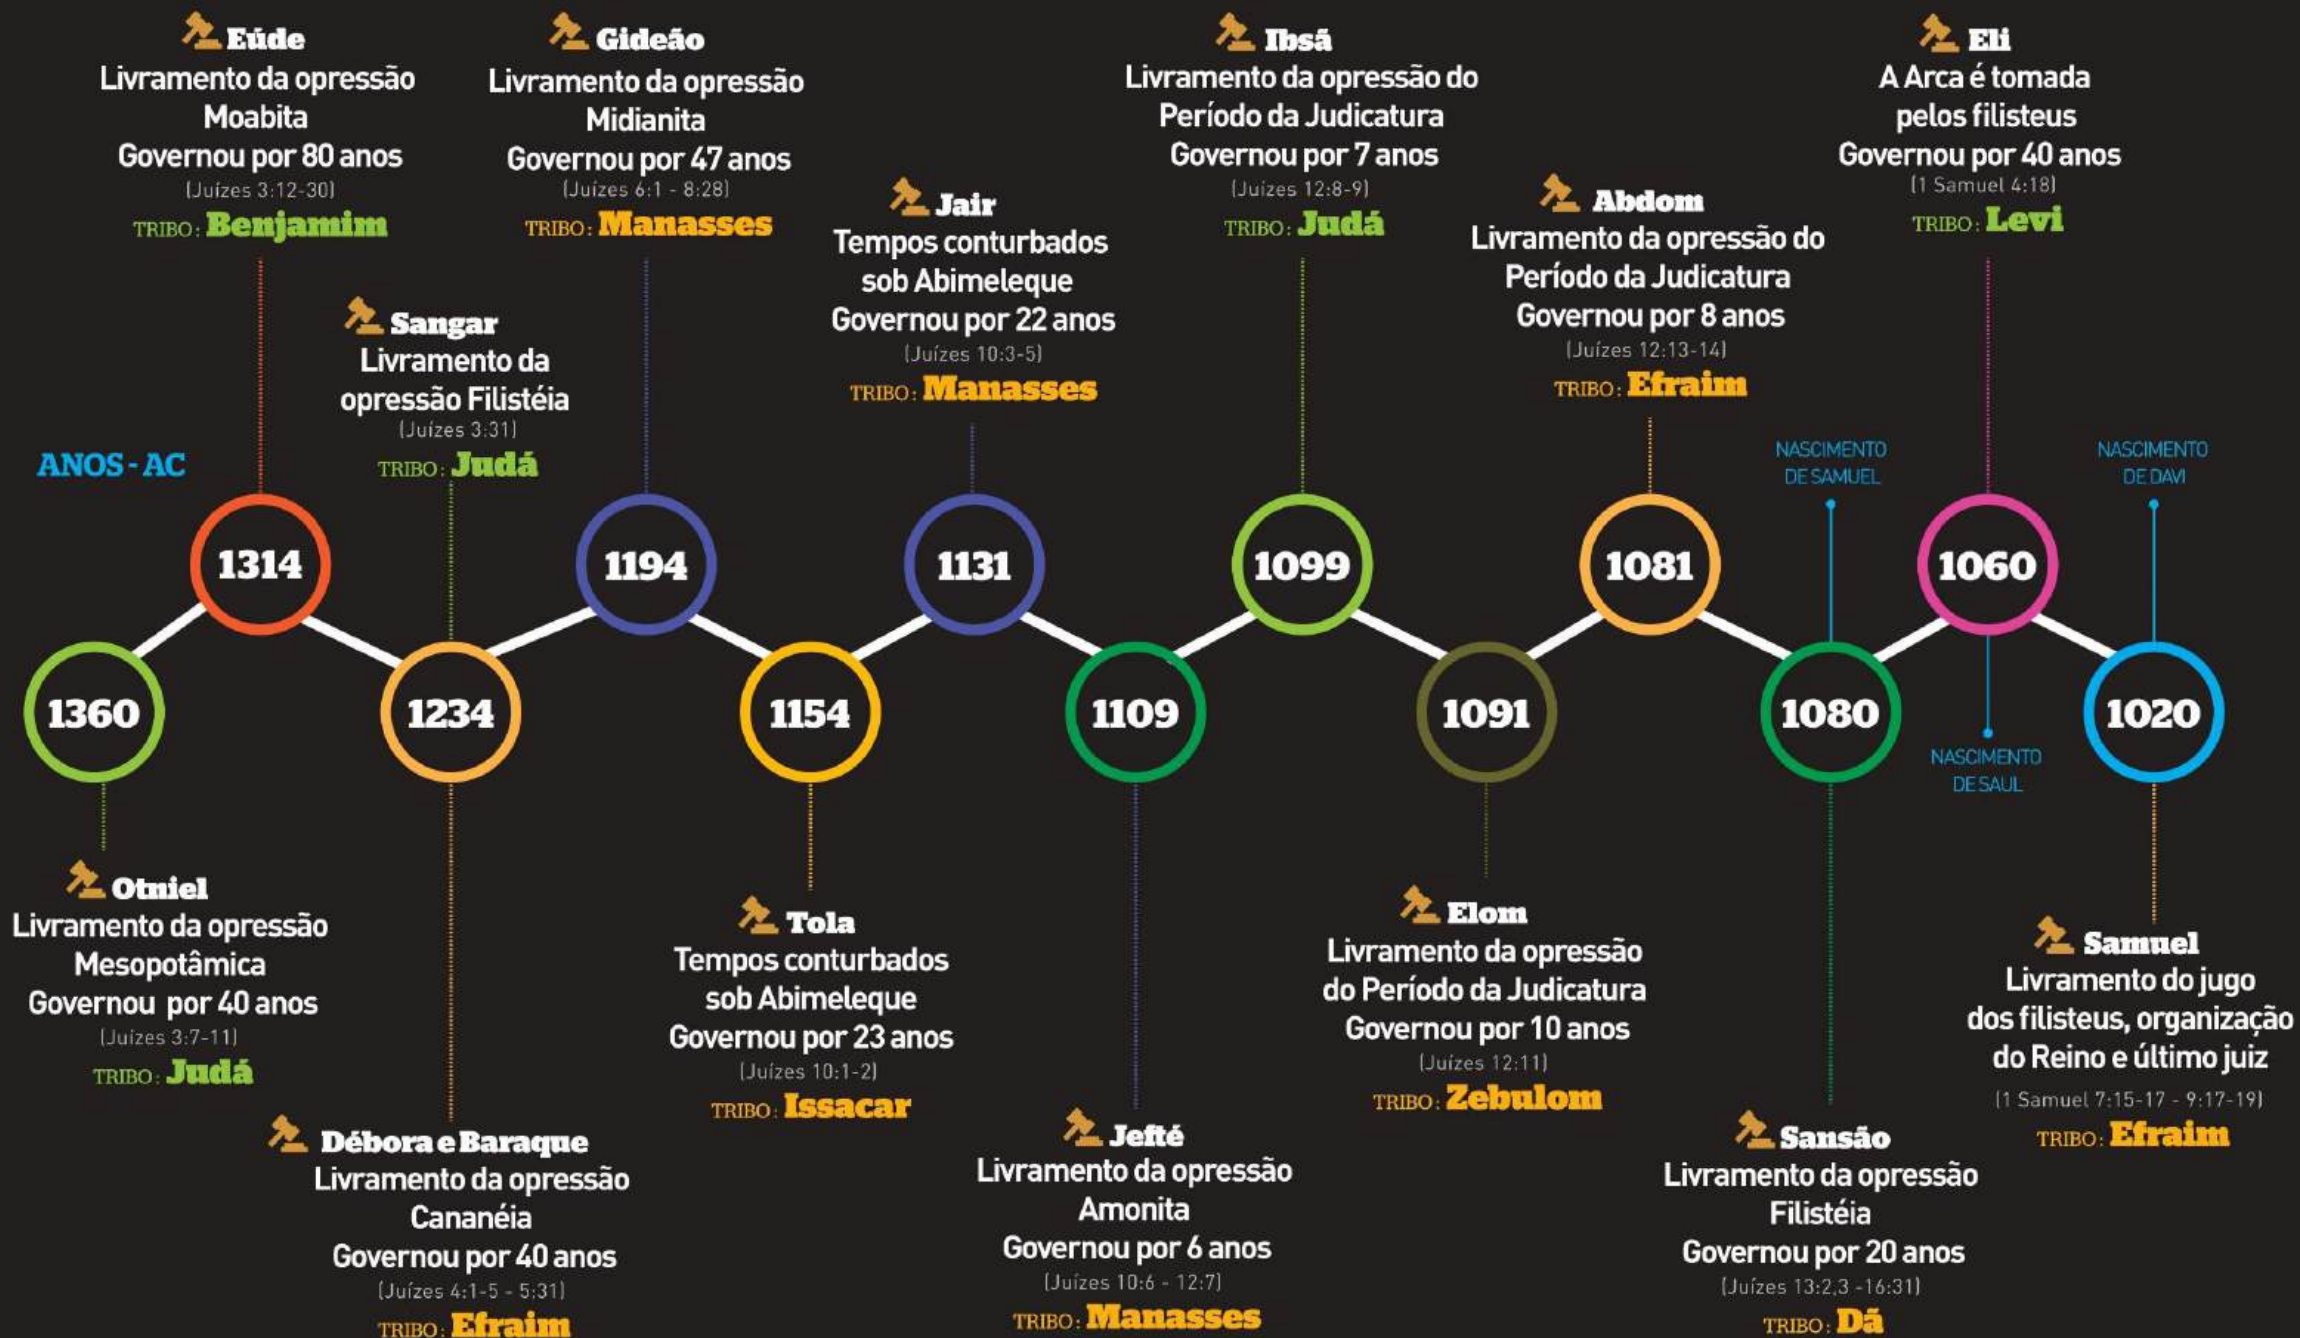 Eúde
Livramento da opressão
Moabita
Governou por 80 anos
(Juízes 3:12-30)
TRIBO: Benjamim
Gideão
Livramento da opressão
Midianita
Governou por 47 anos
(Juízes 6:1 - 8:28)
TRIBO: Manasses
Ibsã
Livramento da opressão do
Período da Judicatura
Governou por 7 anos
(Juízes 12:8-9)
TRIBO: Judá
Eli
A Arca é tomada
pelos filisteus
Governou por 40 anos
(1 Samuel 4:18)
TRIBO: Levi
Sangar
Livramento da
opressão Filistéia
(Juízes 3:31)
TRIBO: Judá
Jair
Tempos conturbados
sob Abimeleque
Governou por 22 anos
(Juízes 10:3-5)
TRIBO: Manasses
Abdom
Livramento da opressão do
Período da Judicatura
Governou por 8 anos
(Juízes 12:13-14)
TRIBO: Efraim
ANOS - AC
NASCIMENTO
DE SAMUEL
NASCIMENTO
DE DAVI
1314
1194
1131
1099
1081
1060
1360
1234
1154
1109
1091
1080
1020
NASCIMENTO
DE SAUL
Otniel
Livramento da opressão
Mesopotâmica
Governou por 40 anos
(Juízes 3:7-11)
TRIBO: Judá
Débora e Baraque
Livramento da opressão
Cananéia
Governou por 40 anos
(Juízes 4:1-5 - 5:31)
TRIBO: Efraim
Tola
Tempos conturbados
sob Abimeleque
Governou por 23 anos
(Juízes 10:1-2)
TRIBO: Issacar
Jefté
Livramento da opressão
Amonita
Governou por 6 anos
(Juízes 10:6 - 12:7)
TRIBO: Manasses
Elom
Livramento da opressão
do Período da Judicatura
Governou por 10 anos
(Juízes 12:11)
TRIBO: Zebulom
Sansão
Livramento da opressão
Filistéia
Governou por 20 anos
(Juízes 13:2,3 -16:31)
TRIBO: Dã
Samuel
Livramento do jugo
dos filisteus, organização
do Reino e último juiz
(1 Samuel 7:15-17 - 9:17-19)
TRIBO: Efraim